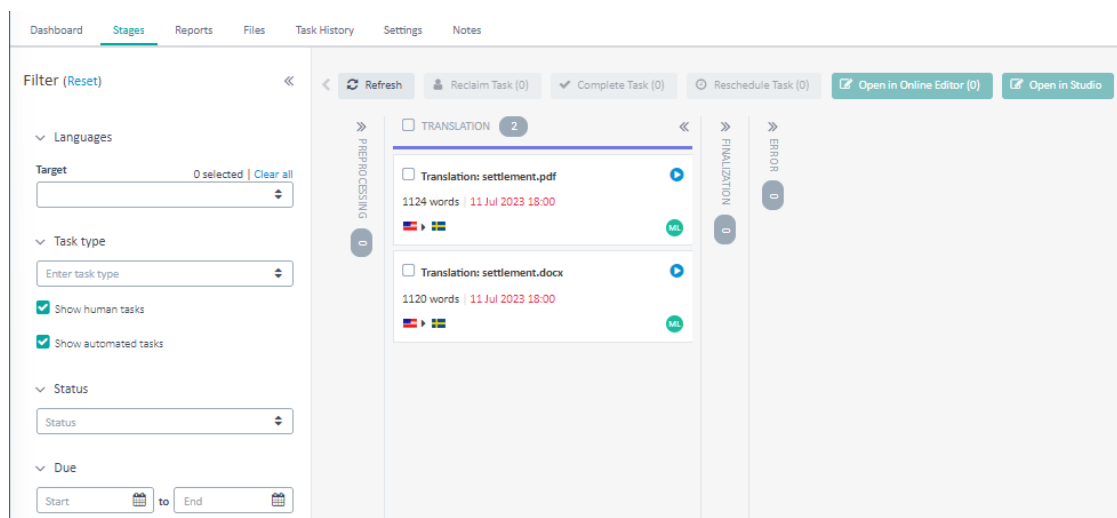 Dashboard Stages Reports Files Task History Settings Notes
Filter (Reset)
Languages
Target 0 selected | Clear all
Task type
Enter task type
Show human tasks
Show automated tasks
Status
Status
Due
Start to End
Refresh Reclaim Task (0) Complete Task (0) Reschedule Task (0) Open in Online Editor (0) Open in Studio
PREPROCESSING 0
TRANSLATION 2
Translation: settlement.pdf
1124 words | 11 Jul 2023 18:00
ML
Translation: settlement.docx
1120 words | 11 Jul 2023 18:00
ML
FINALIZATION 0
ERROR 0